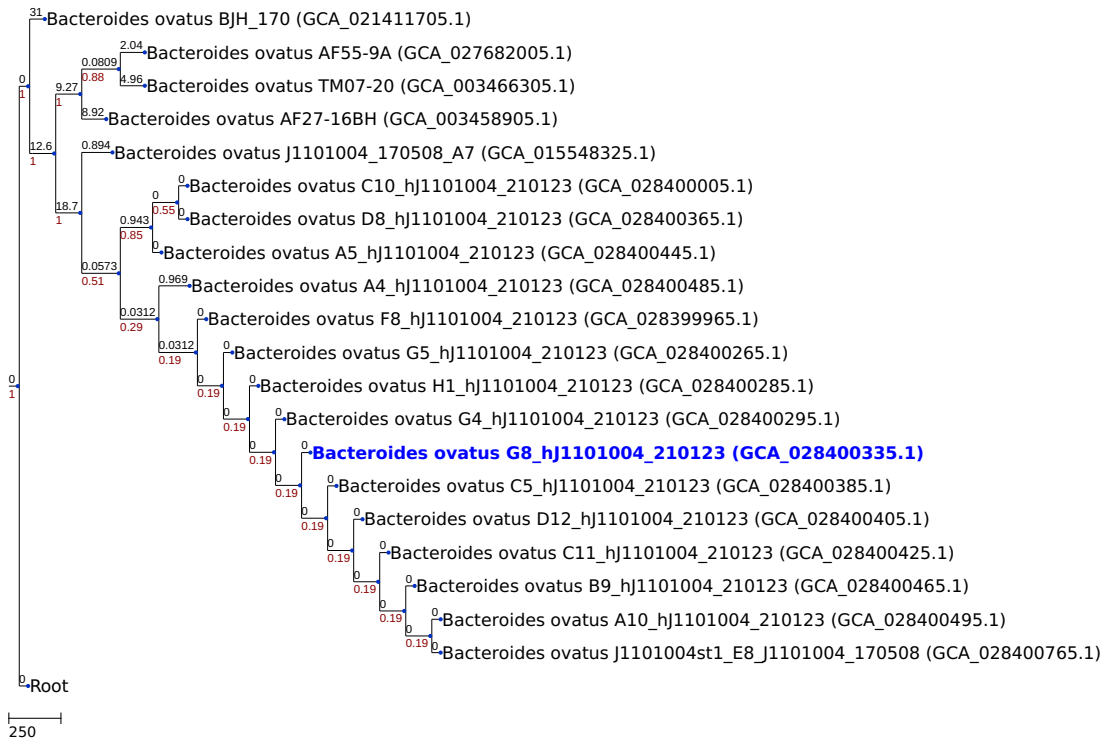 31 Bacteroides ovatus BJH_170 (GCA_021411705.1)
2.04 Bacteroides ovatus AF55-9A (GCA_027682005.1)
0.0809
0.88
0
1
9.27
1
4.96 Bacteroides ovatus TM07-20 (GCA_003466305.1)
8.92 Bacteroides ovatus AF27-16BH (GCA_003458905.1)
12.6
1
0.894 Bacteroides ovatus J1101004_170508_A7 (GCA_015548325.1)
0 Bacteroides ovatus C10_hJ1101004_210123 (GCA_028400005.1)
0
0.55
18.7
1
0 Bacteroides ovatus D8_hJ1101004_210123 (GCA_028400365.1)
0.943
0.85
0 Bacteroides ovatus A5_hJ1101004_210123 (GCA_028400445.1)
0.0573
0.51
0.969 Bacteroides ovatus A4_hJ1101004_210123 (GCA_028400485.1)
0.0312
0.29
0 Bacteroides ovatus F8_hJ1101004_210123 (GCA_028399965.1)
0.0312
0.19
0 Bacteroides ovatus G5_hJ1101004_210123 (GCA_028400265.1)
0
1
0
0.19
0 Bacteroides ovatus H1_hJ1101004_210123 (GCA_028400285.1)
0
0.19
0 Bacteroides ovatus G4_hJ1101004_210123 (GCA_028400295.1)
0
0.19
0 Bacteroides ovatus G8_hJ1101004_210123 (GCA_028400335.1)
0
0.19
0 Bacteroides ovatus C5_hJ1101004_210123 (GCA_028400385.1)
0
0.19
0 Bacteroides ovatus D12_hJ1101004_210123 (GCA_028400405.1)
0
0.19
0 Bacteroides ovatus C11_hJ1101004_210123 (GCA_028400425.1)
0
0.19
0 Bacteroides ovatus B9_hJ1101004_210123 (GCA_028400465.1)
0
0.19
0 Bacteroides ovatus A10_hJ1101004_210123 (GCA_028400495.1)
0
0.19
0 Bacteroides ovatus J1101004st1_E8_J1101004_170508 (GCA_028400765.1)
0 Root
250